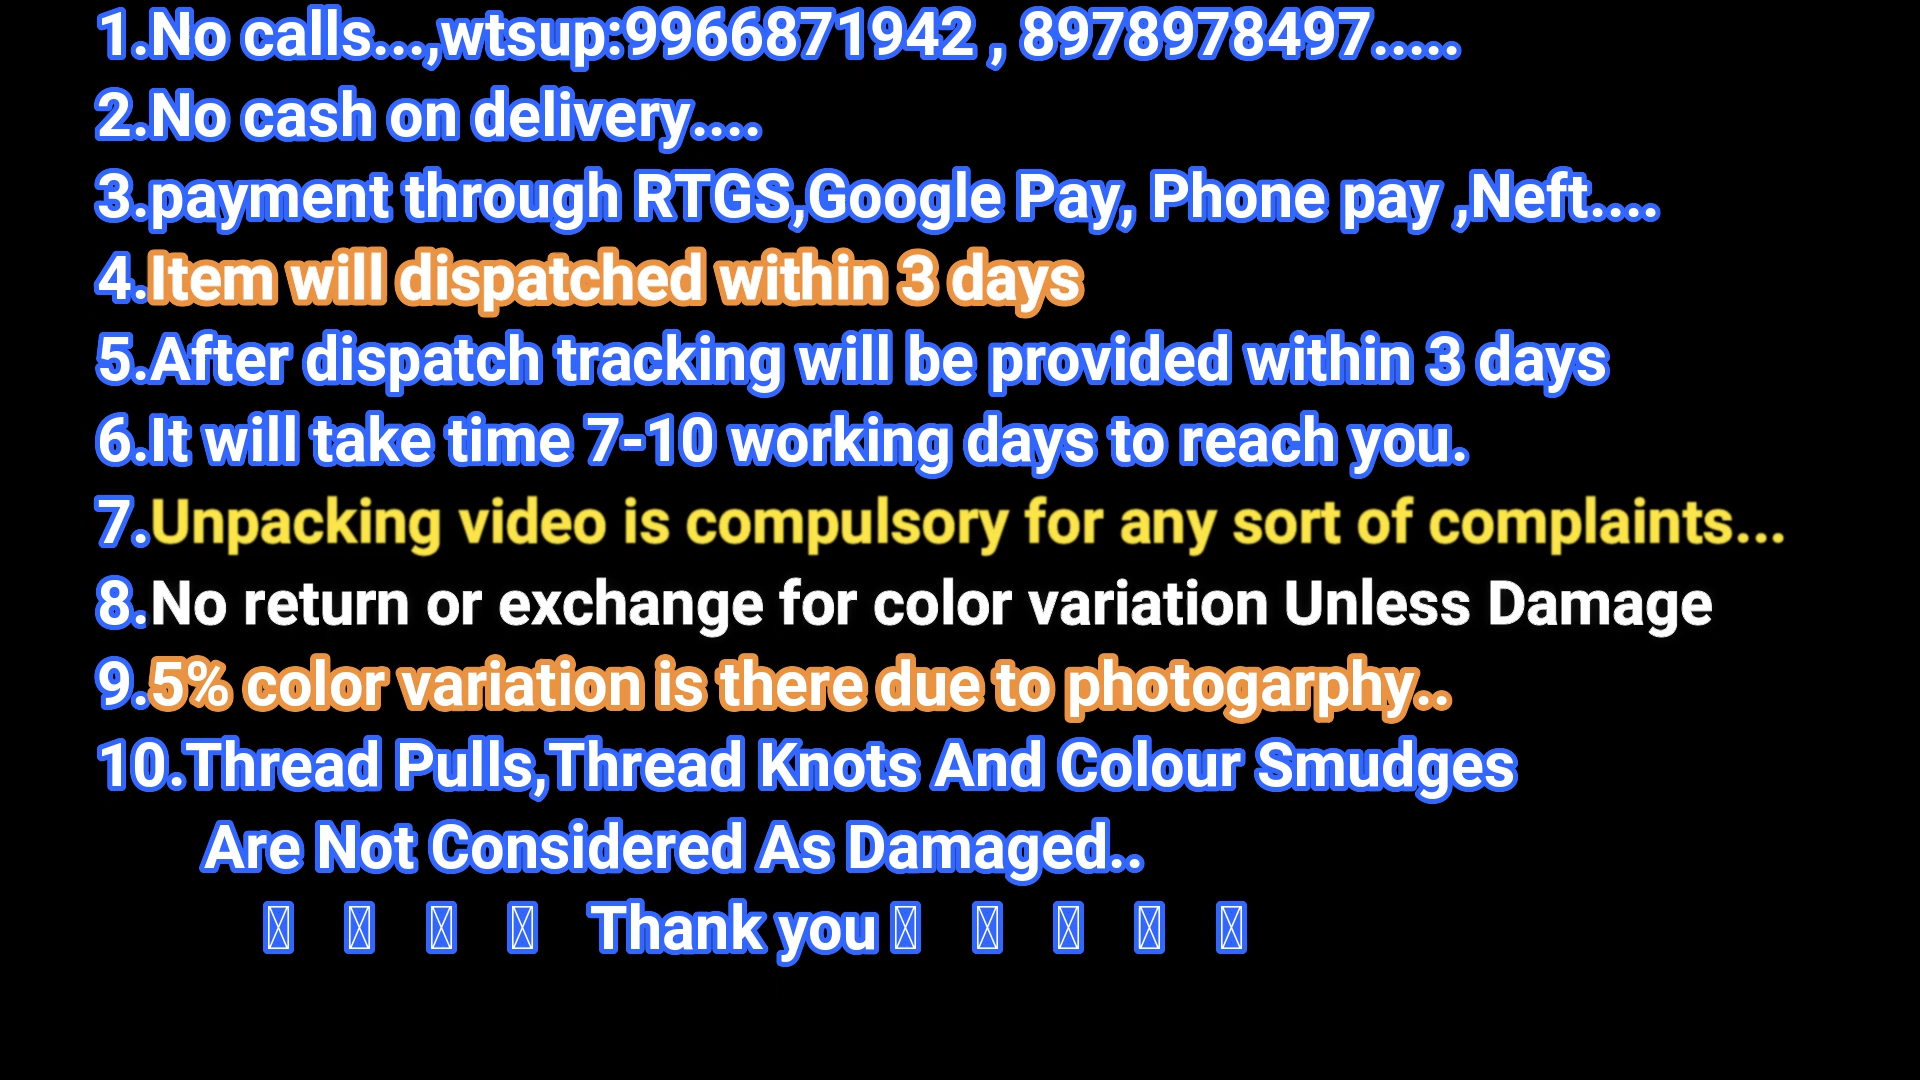 1.No calls...,wtsup:9966871942 , 8978978497.....
2.No cash on delivery....
3.payment through RTGS,Google Pay, Phone pay ,Neft....
4.Item will dispatched within 3 days
5.After dispatch tracking will be provided within 3 days
6.It will take time 7-10 working days to reach you.
7.Unpacking video is compulsory for any sort of complaints...
8.No return or exchange for color variation Unless Damage
9.5% color variation is there due to photogarphy..
10.Thread Pulls,Thread Knots And Colour Smudges
Are Not Considered As Damaged..
Thank you